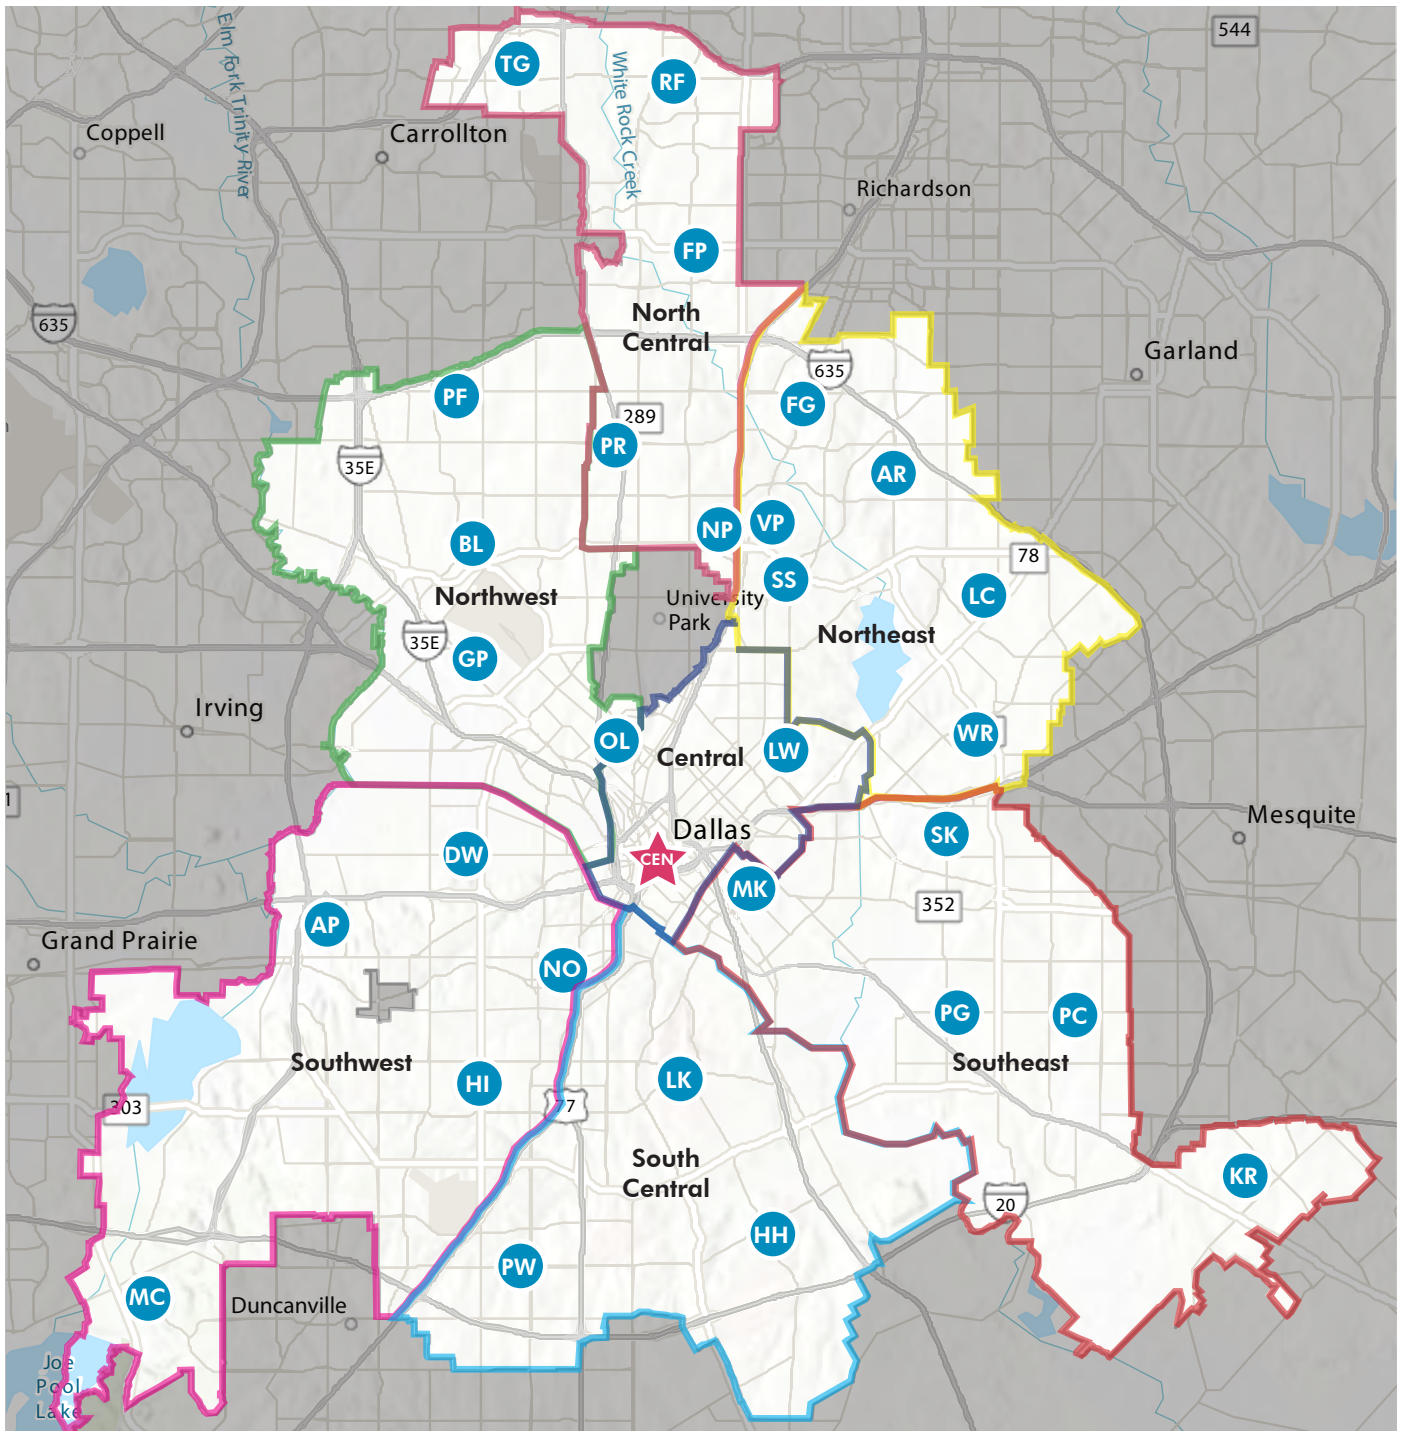 544
TG
RF
Elm Fork Trinity River
White Rock Creek
Coppell
Carrollton
Richardson
FP
North
Central
635
Garland
635
PF
FG
289
PR
35E
AR
NP
VP
BL
78
SS
LC
Northwest
University
Park
Northeast
35E
GP
Irving
OL
Central
LW
WR
1
Mesquite
Dallas
SK
DW
CEN
MK
352
AP
Grand Prairie
NO
PG
PC
Southwest
Southeast
HI
LK
303
77
South
Central
KR
20
HH
PW
MC
Duncanville
Joe
Pool
Lake